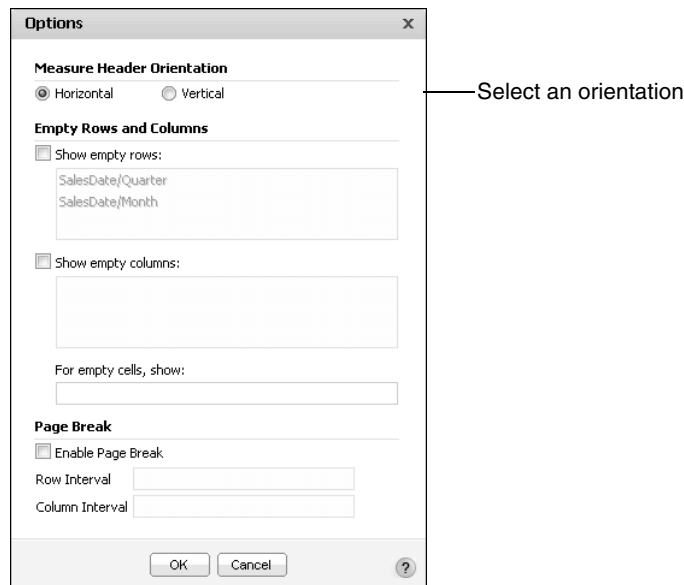 Options x
Measure Header Orientation
Horizontal Vertical
Select an orientation
Empty Rows and Columns
Show empty rows:
SalesDate/Quarter
SalesDate/Month
Show empty columns:
For empty cells, show:
Page Break
Enable Page Break
Row Interval
Column Interval
OK Cancel ?